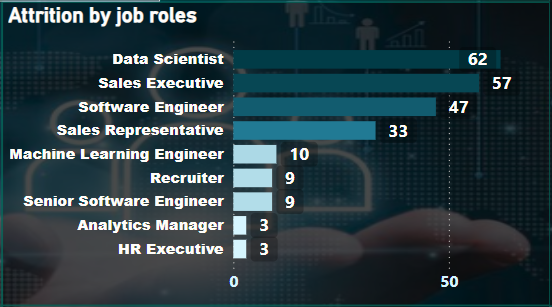 Attrition by job roles
Data Scientist 62
Sales Executive 57
Software Engineer 47
Sales Representative 33
Machine Learning Engineer 10
Recruiter 9
Senior Software Engineer 9
Analytics Manager 3
HR Executive 3
0 50